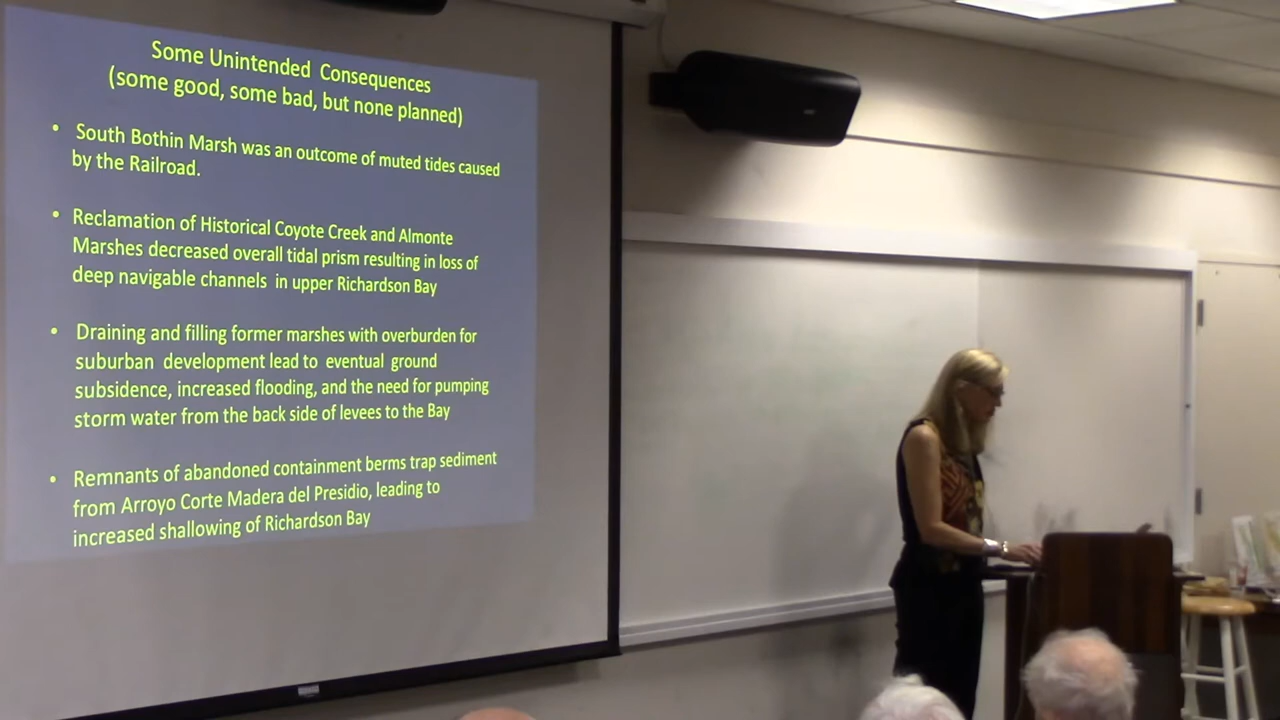 Some Unintended Consequences
(some good, some bad, but none planned)
• South Bothin Marsh was an outcome of muted tides caused
by the Railroad.
• Reclamation of Historical Coyote Creek and Almonte
Marshes decreased overall tidal prism resulting in loss of
deep navigable channels in upper Richardson Bay
• Draining and filling former marshes with overburden for
suburban development lead to eventual ground
subsidence, increased flooding, and the need for pumping
storm water from the back side of levees to the Bay
• Remnants of abandoned containment berms trap sediment
from Arroyo Corte Madera del Presidio, leading to
increased shallowing of Richardson Bay